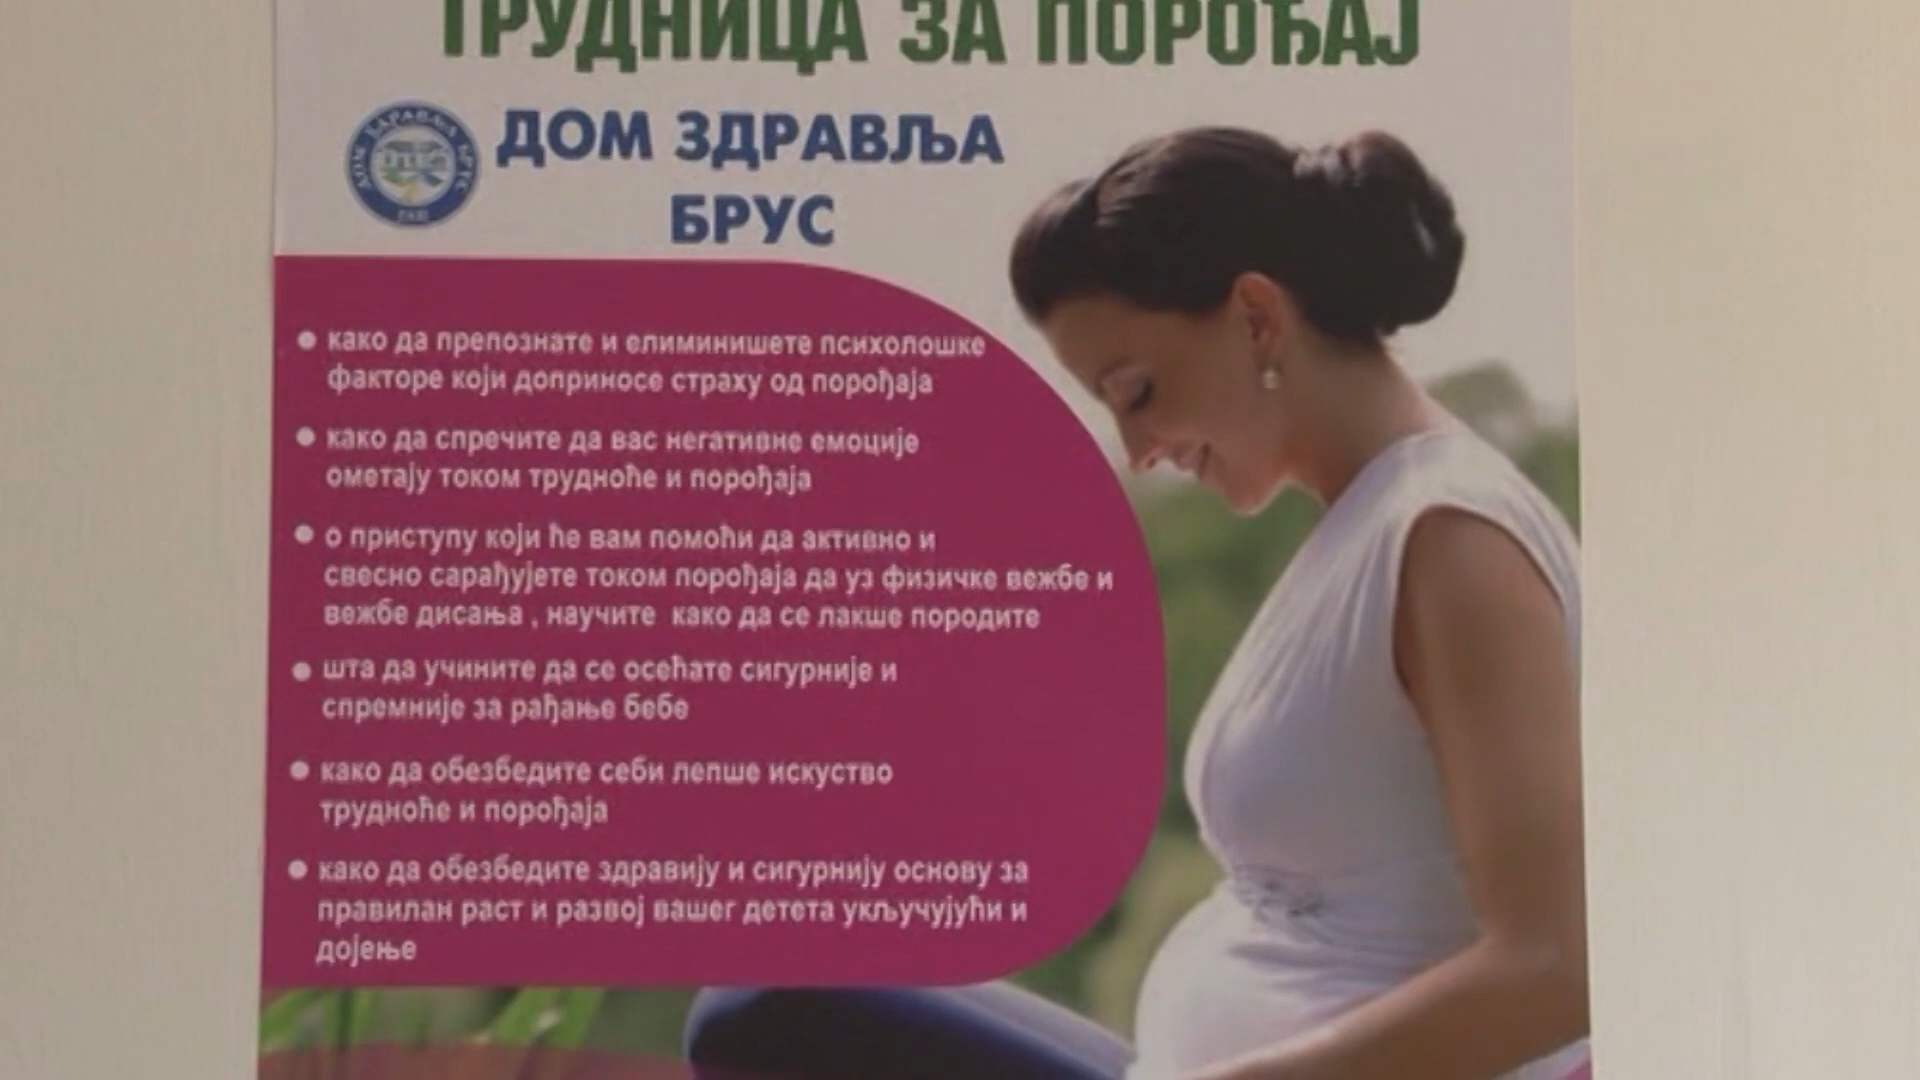 ТРУДНИЦА ЗА ПОРОЂАЈ
ДОМ ЗДРАВЉА
БРУС
• како да препознате и елиминишете психолошке
факторе који доприносе страху од порођаја
• како да спречите да вас негативне емоције
ометају током трудноће и порођаја
• о приступу који ће вам помоћи да активно и
свесно сарађујете током порођаја да уз физичке вежбе и
вежбе дисања , научите како да се лакше породите
• шта да учините да се осећате сигурније и
спремније за рађање бебе
• како да обезбедите себи лепше искуство
трудноће и порођаја
• како да обезбедите здравију и сигурнију основу за
правилан раст и развој вашег детета укључујући и
дојење